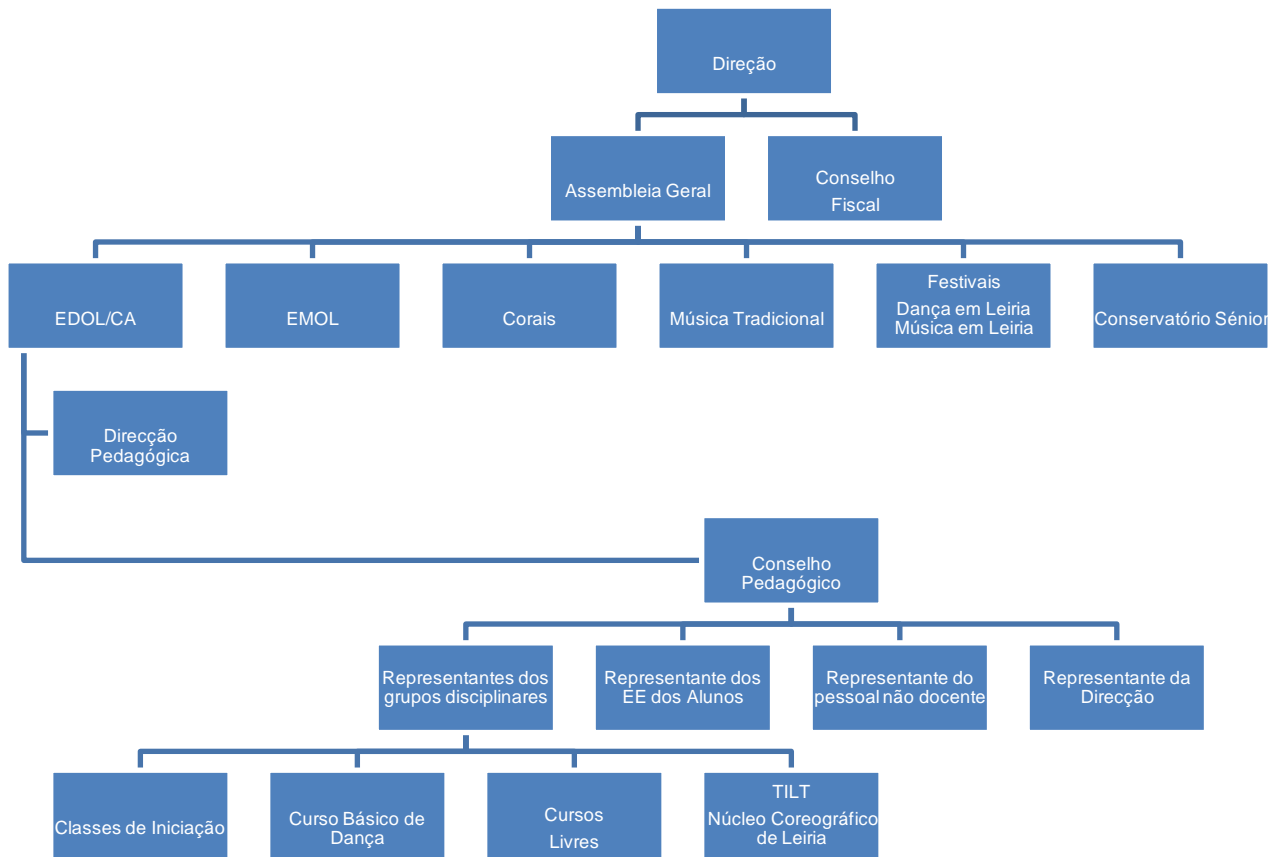 Direção
Assembleia Geral
Conselho
Fiscal
EDOL/CA
EMOL
Corais
Música Tradicional
Festivais
Dança em Leiria
Música em Leiria
Conservatório Sénior
Direcção
Pedagógica
Conselho
Pedagógico
Representantes dos
grupos disciplinares
Representante dos
EE dos Alunos
Representante do
pessoal não docente
Representante da
Direcção
Classes de Iniciação
Curso Básico de
Dança
Cursos
Livres
TILT
Núcleo Coreográfico
de Leiria